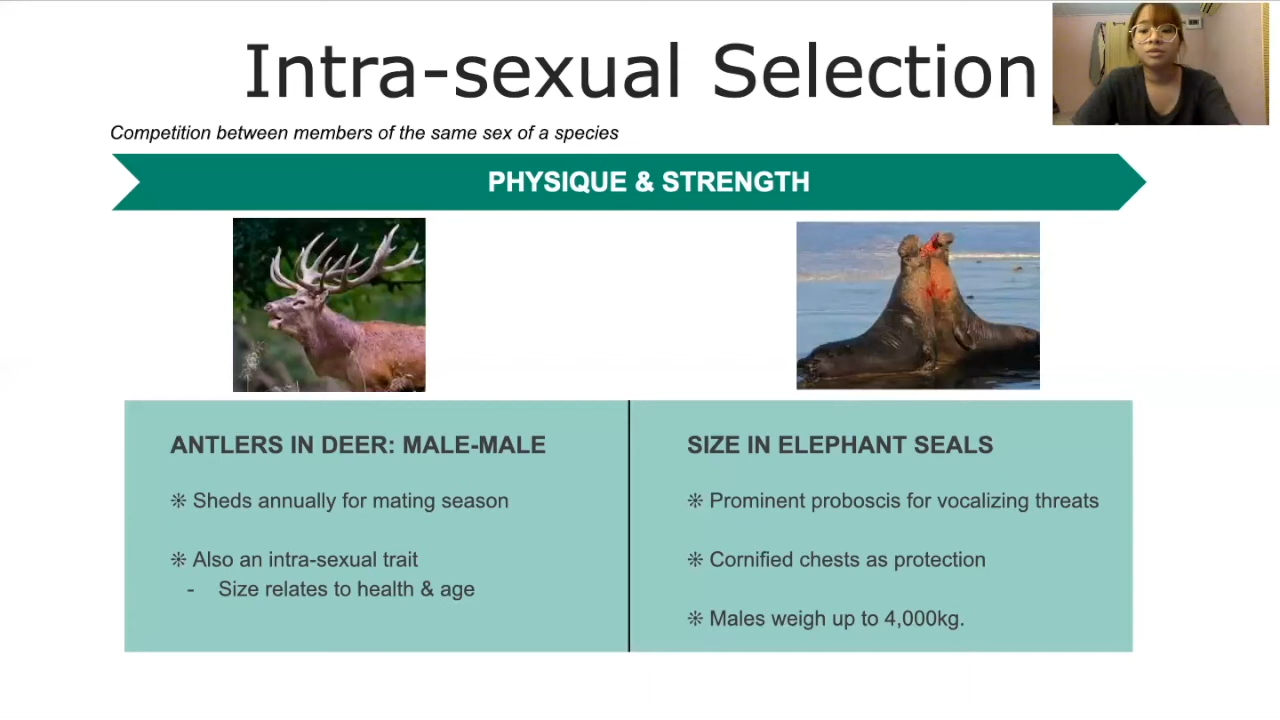 Intra-sexual Selection
Competition between members of the same sex of a species
PHYSIQUE & STRENGTH
ANTLERS IN DEER: MALE-MALE
❊ Sheds annually for mating season
❊ Also an intra-sexual trait
- Size relates to health & age
SIZE IN ELEPHANT SEALS
❊ Prominent proboscis for vocalizing threats
❊ Cornified chests as protection
❊ Males weigh up to 4,000kg.